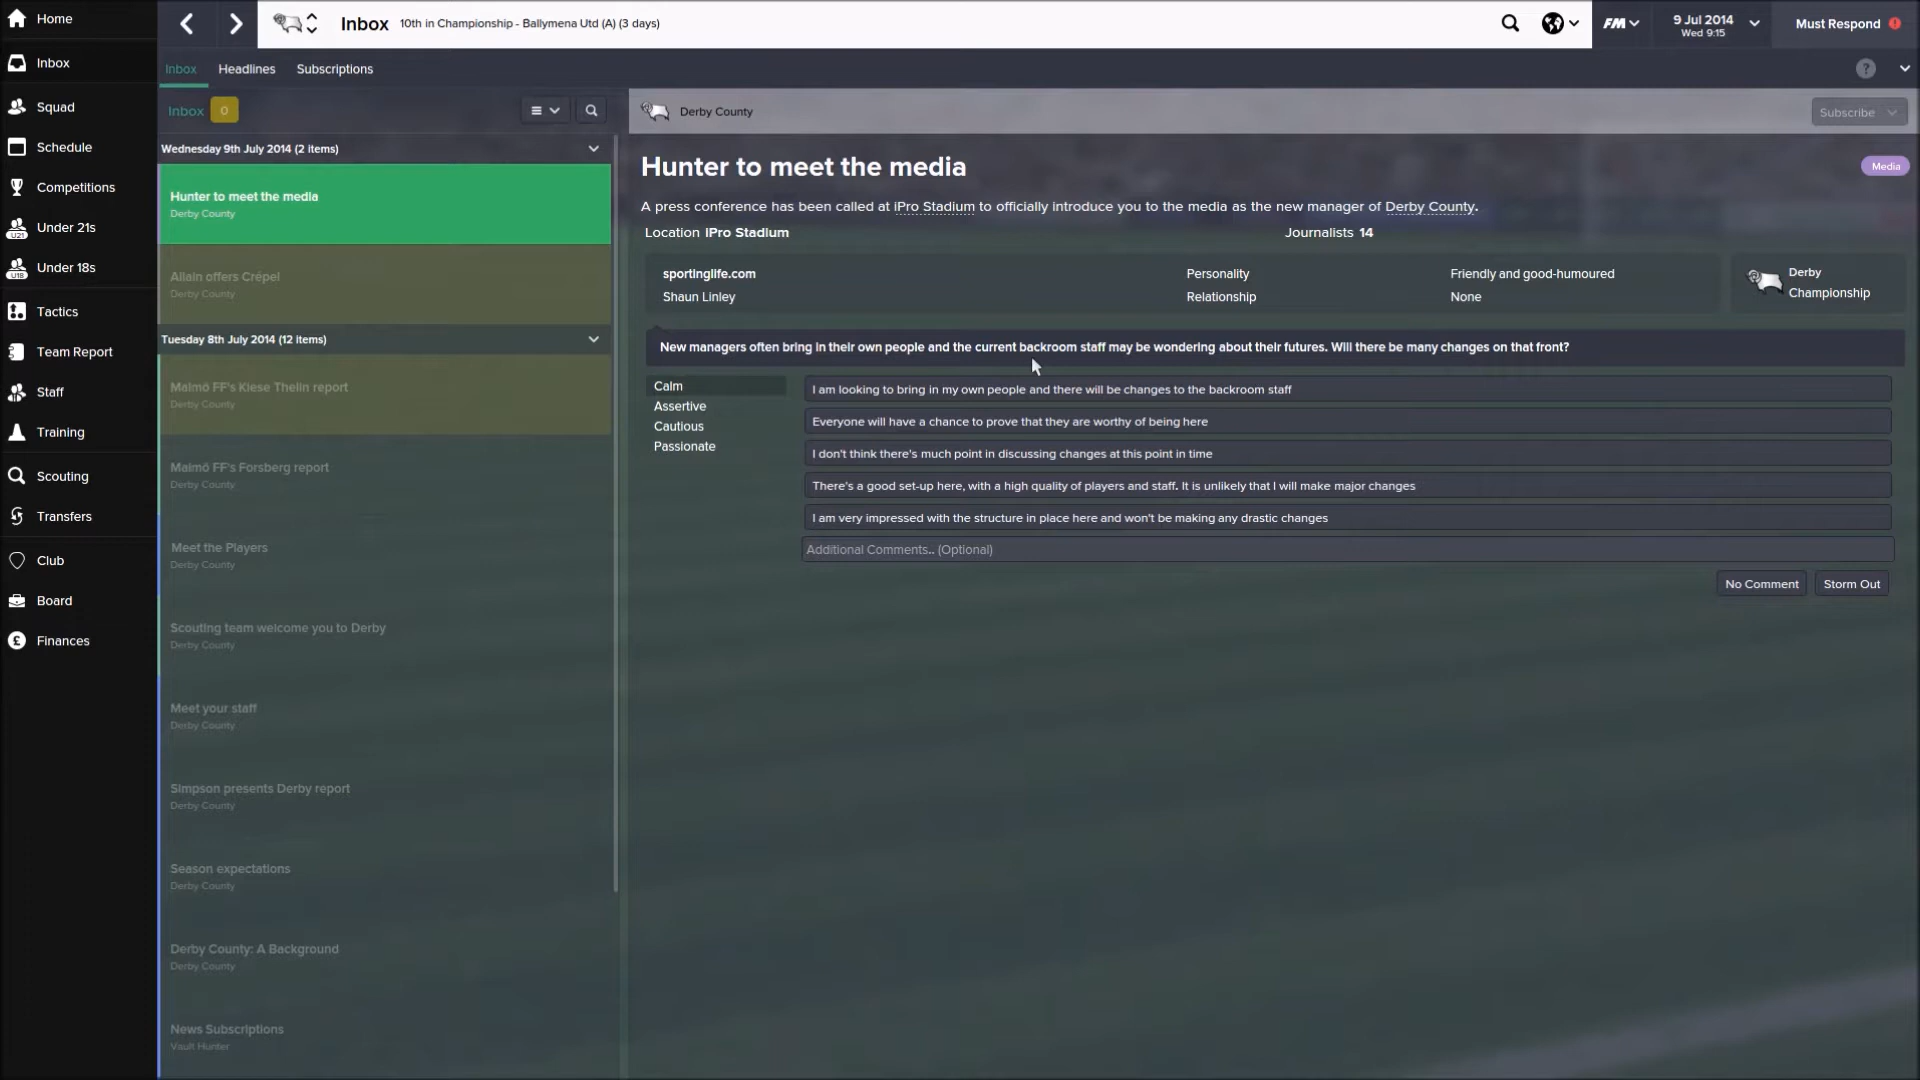 Home
Inbox
Squad
Schedule
Competitions
Under 21s
Under 18s
Tactics
Team Report
Staff
Training
Scouting
Transfers
Club
Board
Finances
Inbox 10th in Championship - Ballymena Utd (A) (3 days)
FM
9 Jul 2014
Wed 9:15
Must Respond
Inbox Headlines Subscriptions
Inbox 0
Wednesday 9th July 2014 (2 items)
Hunter to meet the media
Derby County
Allain offers Crépel
Derby County
Tuesday 8th July 2014 (12 items)
Malmö FF's Kiese Thelin report
Derby County
Malmö FF's Forsberg report
Derby County
Meet the Players
Derby County
Scouting team welcome you to Derby
Derby County
Meet your staff
Derby County
Simpson presents Derby report
Derby County
Season expectations
Derby County
Derby County: A Background
Derby County
News Subscriptions
Vault Hunter
Derby County
Subscribe
Hunter to meet the media
Media
A press conference has been called at iPro Stadium to officially introduce you to the media as the new manager of Derby County.
Location iPro Stadium Journalists 14
sportinglife.com Personality Friendly and good-humoured
Shaun Linley Relationship None
Derby
Championship
New managers often bring in their own people and the current backroom staff may be wondering about their futures. Will there be many changes on that front?
Calm
Assertive
Cautious
Passionate
I am looking to bring in my own people and there will be changes to the backroom staff
Everyone will have a chance to prove that they are worthy of being here
I don't think there's much point in discussing changes at this point in time
There's a good set-up here, with a high quality of players and staff. It is unlikely that I will make major changes
I am very impressed with the structure in place here and won't be making any drastic changes
Additional Comments.. (Optional)
No Comment Storm Out